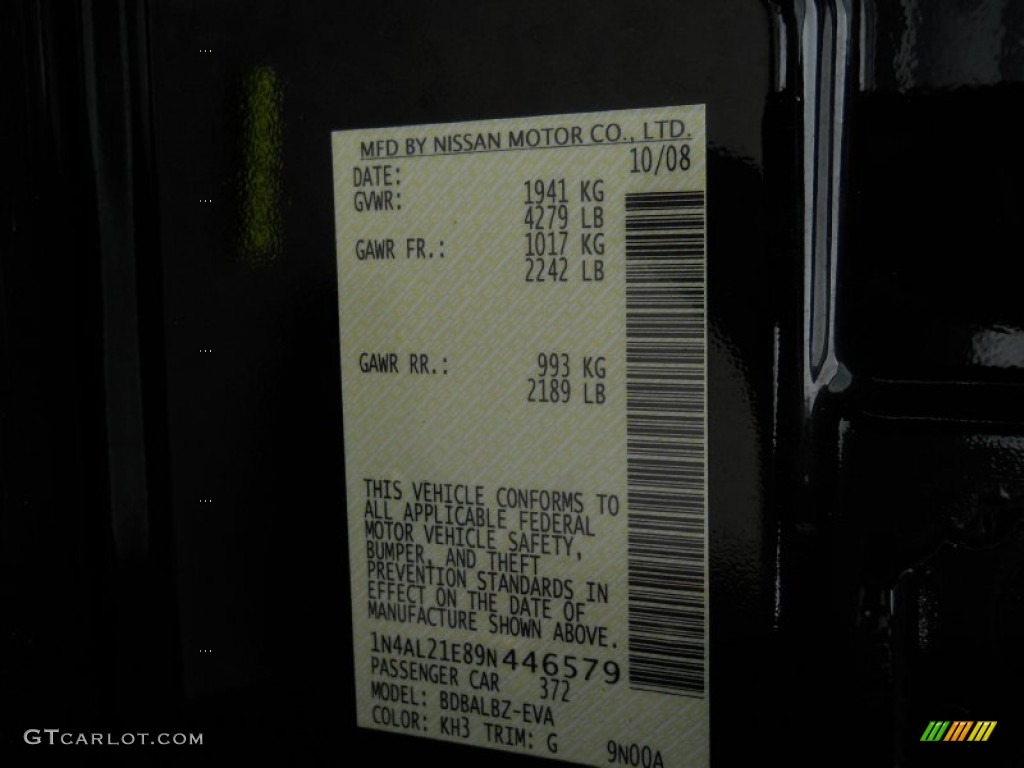 MFD BY NISSAN MOTOR CO., LTD.
DATE: 10/08
GVWR: 1941 KG
4279 LB
GAWR FR.: 1017 KG
2242 LB
GAWR RR.: 993 KG
2189 LB
THIS VEHICLE CONFORMS TO
ALL APPLICABLE FEDERAL
MOTOR VEHICLE SAFETY,
BUMPER, AND THEFT
PREVENTION STANDARDS IN
EFFECT ON THE DATE OF
MANUFACTURE SHOWN ABOVE.
1N4AL21E89N446579
PASSENGER CAR 372
MODEL: BDBALBZ-EVA
COLOR: KH3 TRIM: G 9N00A
GTCARLOT.COM